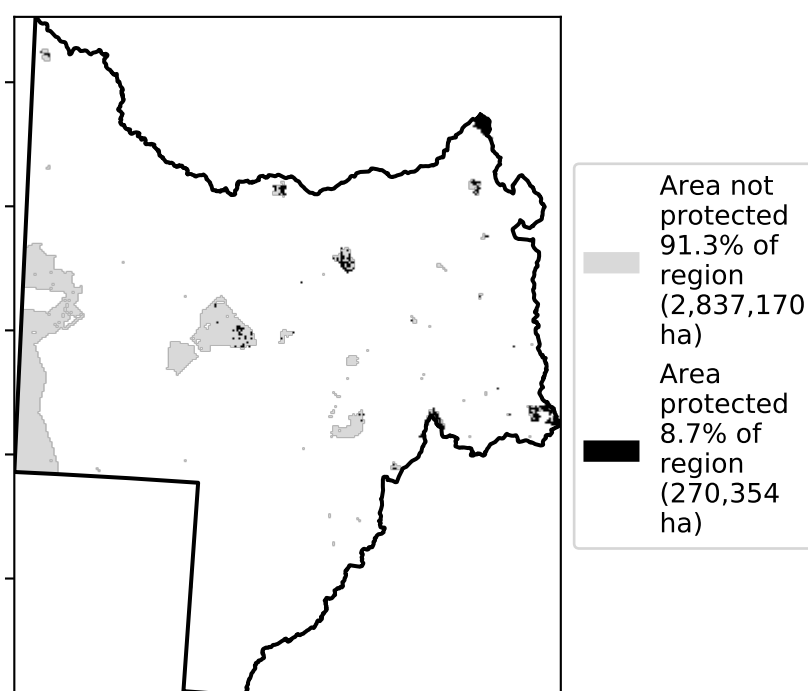 Area not
protected
91.3% of
region
(2,837,170
ha)
Area
protected
8.7% of
region
(270,354
ha)